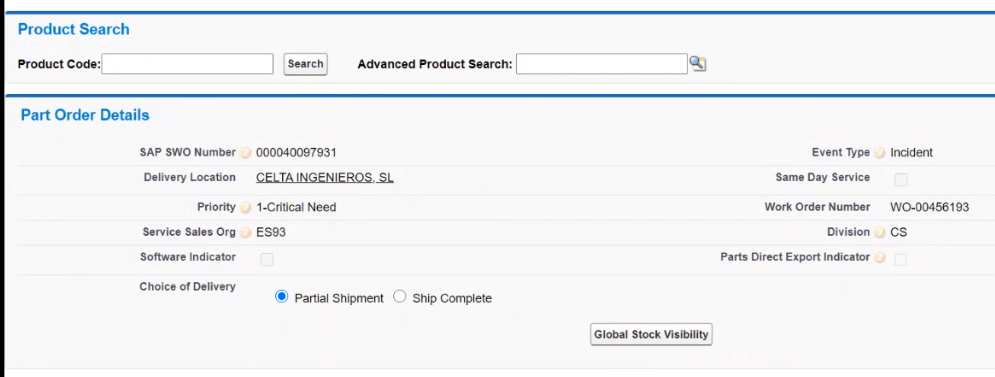 Product Search
Product Code: Search Advanced Product Search:
Part Order Details
SAP SWO Number 000040097931 Event Type Incident
Delivery Location CELTA INGENIEROS, SL Same Day Service
Priority 1-Critical Need Work Order Number WO-00456193
Service Sales Org ES93 Division CS
Software Indicator Parts Direct Export Indicator
Choice of Delivery Partial Shipment Ship Complete
Global Stock Visibility